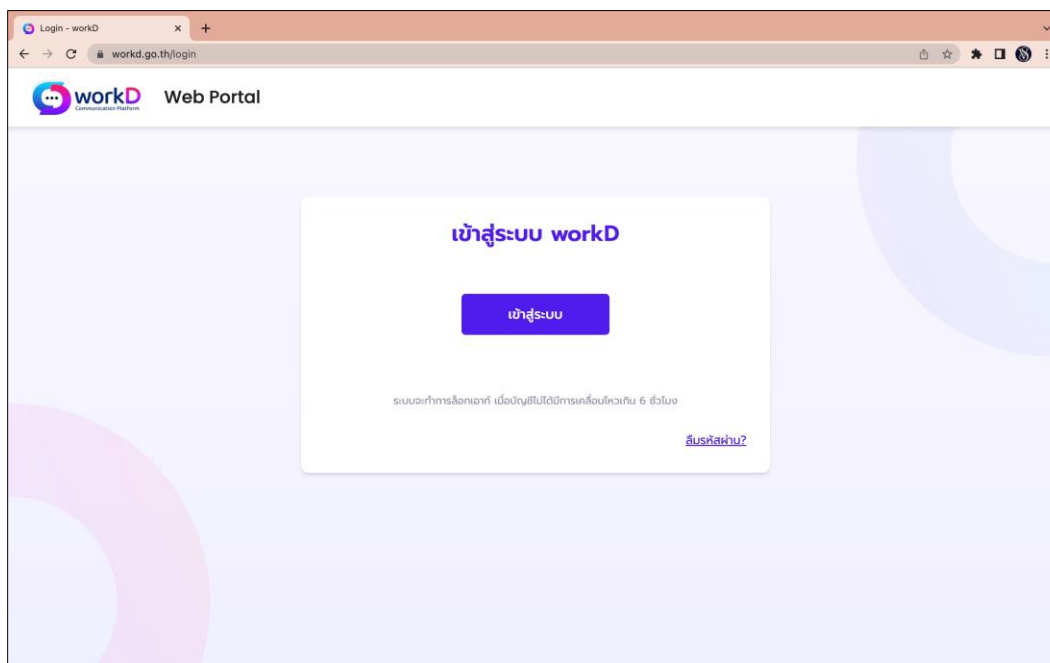 Login - workD
workd.go.th/login
workD Web Portal
Communication Platform
เข้าสู่ระบบ workD
เข้าสู่ระบบ
ระบบจะทำการล็อกเอาท์ เมื่อบัญชีไม่ได้มีการเคลื่อนไหวเกิน 6 ชั่วโมง
ลืมรหัสผ่าน?